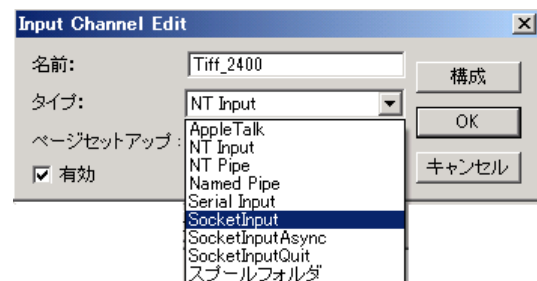 Input Channel Edit
名前: Tiff_2400
構成
タイプ: NT Input
OK
ページセットアップ:
キャンセル
有効
AppleTalk
NT Input
NT Pipe
Named Pipe
Serial Input
SocketInput
SocketInputAsync
SocketInputQuit
スプールフォルダ